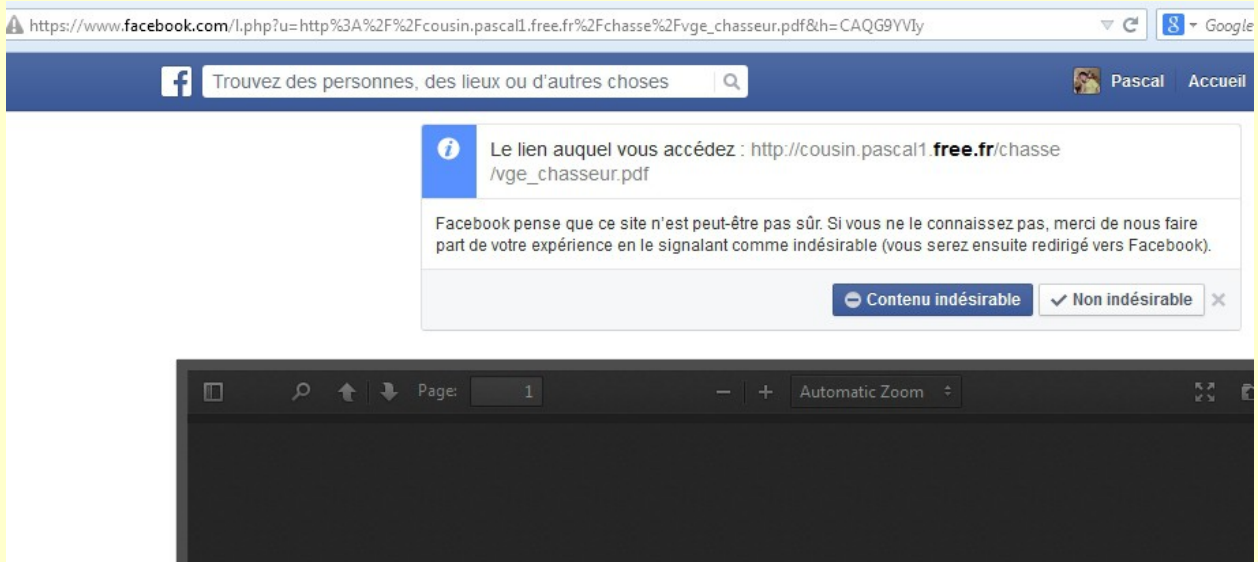 https://www.facebook.com/l.php?u=http%3A%2F%2Fcousin.pascal1.free.fr%2Fchasse%2Fvge_chasseur.pdf&h=CAQG9YVIy
Google
Trouvez des personnes, des lieux ou d'autres choses
Pascal Accueil
Le lien auquel vous accédez : http://cousin.pascal1.free.fr/chasse
/vge_chasseur.pdf
Facebook pense que ce site n'est peut-être pas sûr. Si vous ne le connaissez pas, merci de nous faire
part de votre expérience en le signalant comme indésirable (vous serez ensuite redirigé vers Facebook).
Contenu indésirable Non indésirable
Page: 1 Automatic Zoom